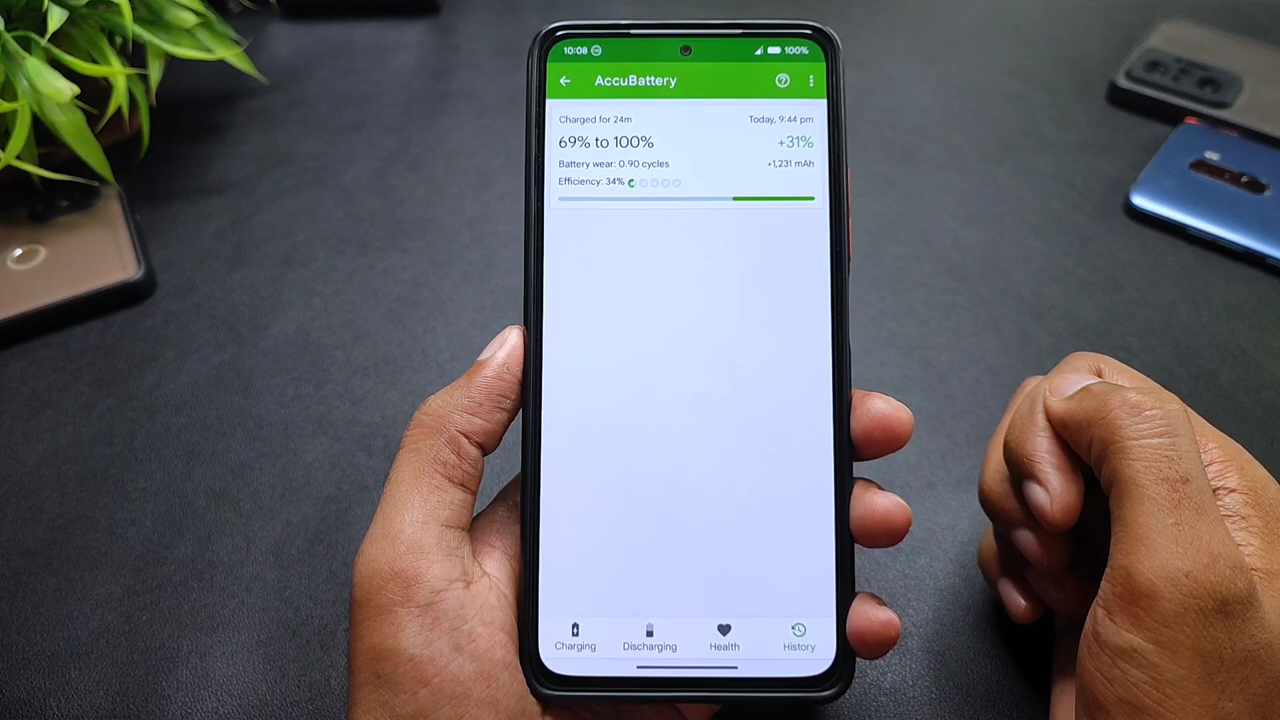 10:08 100%
AccuBattery
Charged for 24m Today, 9:44 pm
69% to 100% +31%
Battery wear: 0.90 cycles +1,231 mAh
Efficiency: 34%
Charging Discharging Health History